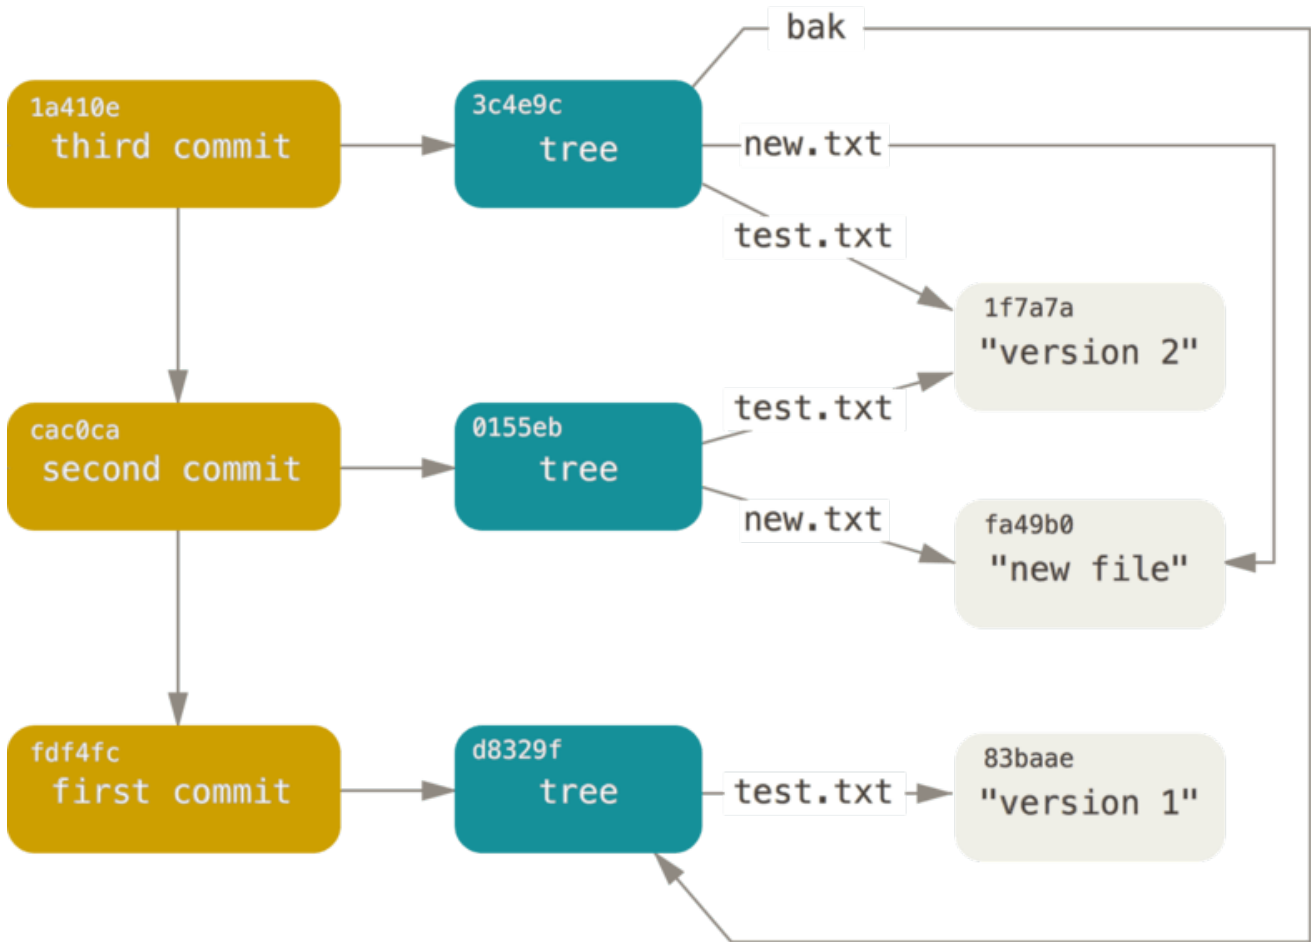 bak
1a410e
third commit
3c4e9c
tree
new.txt
test.txt
1f7a7a
"version 2"
cac0ca
second commit
0155eb
tree
test.txt
new.txt
fa49b0
"new file"
fdf4fc
first commit
d8329f
tree
test.txt
83baae
"version 1"